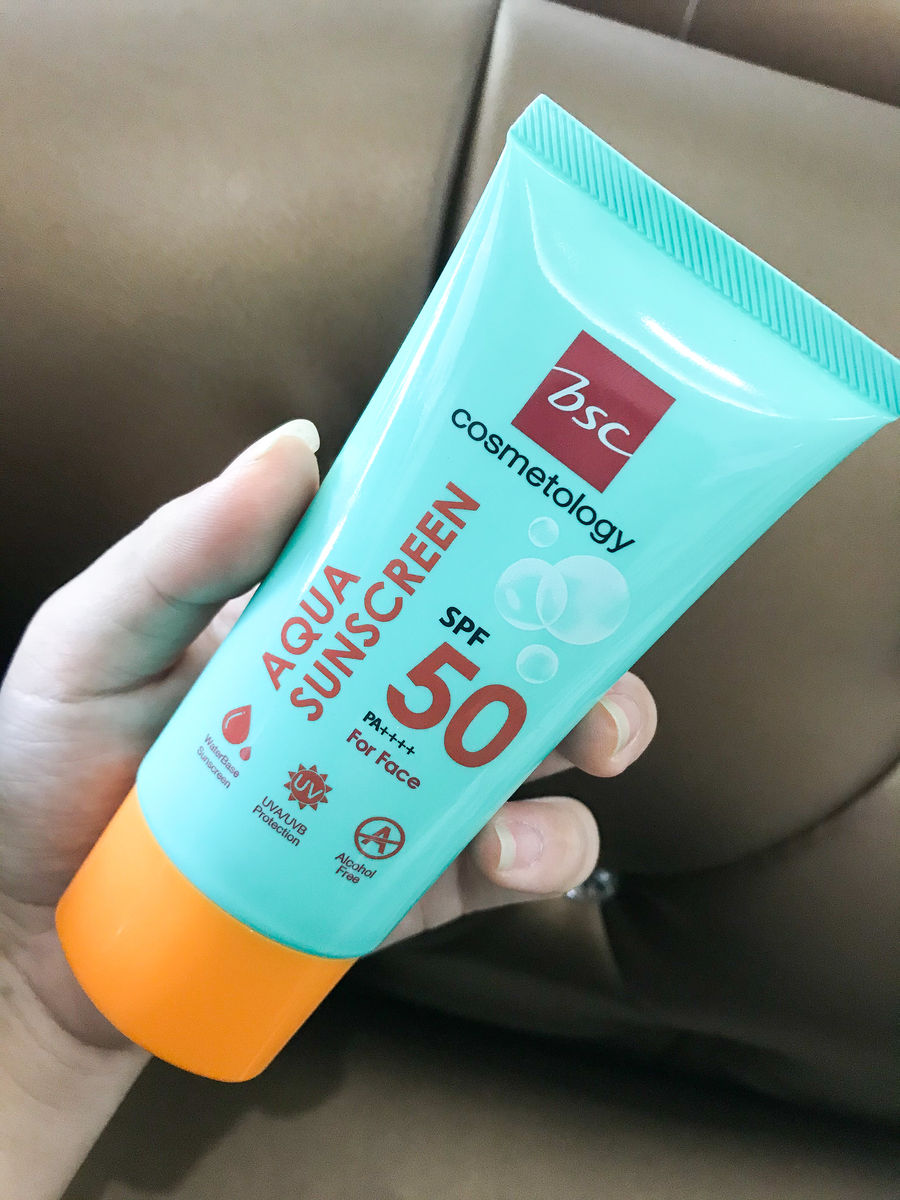 bsc
cosmetology
AQUA
SUNSCREEN
SPF
50
PA++++
For Face
WaterBase
Sunscreen
UV
UVA/UVB
Protection
A
Alcohol
Free